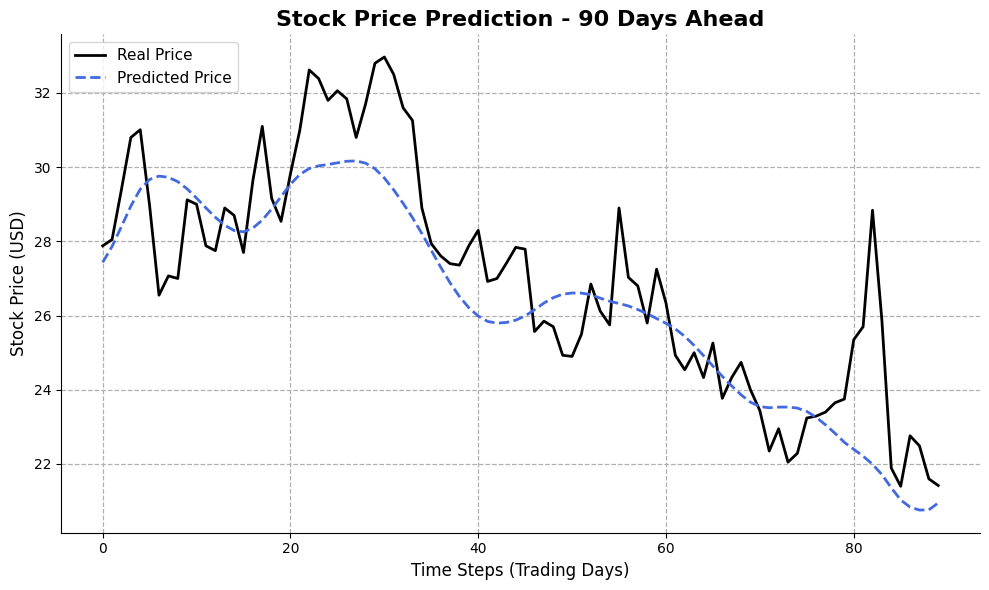 Stock Price Prediction - 90 Days Ahead
Real Price
Predicted Price
Stock Price (USD)
32
30
28
26
24
22
0 20 40 60 80
Time Steps (Trading Days)